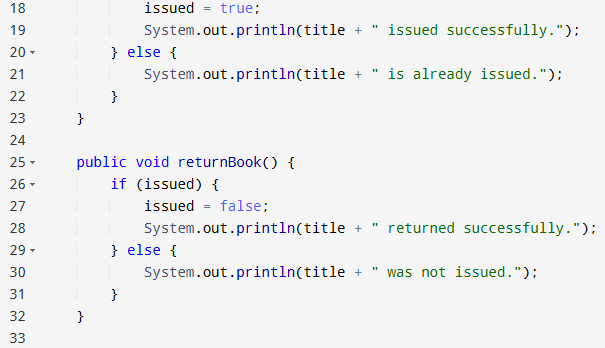 18                issued = true;
19                System.out.println(title + " issued successfully.");
20            } else {
21                System.out.println(title + " is already issued.");
22            }
23        }
24
25        public void returnBook() {
26            if (issued) {
27                issued = false;
28                System.out.println(title + " returned successfully.");
29            } else {
30                System.out.println(title + " was not issued.");
31            }
32        }
33